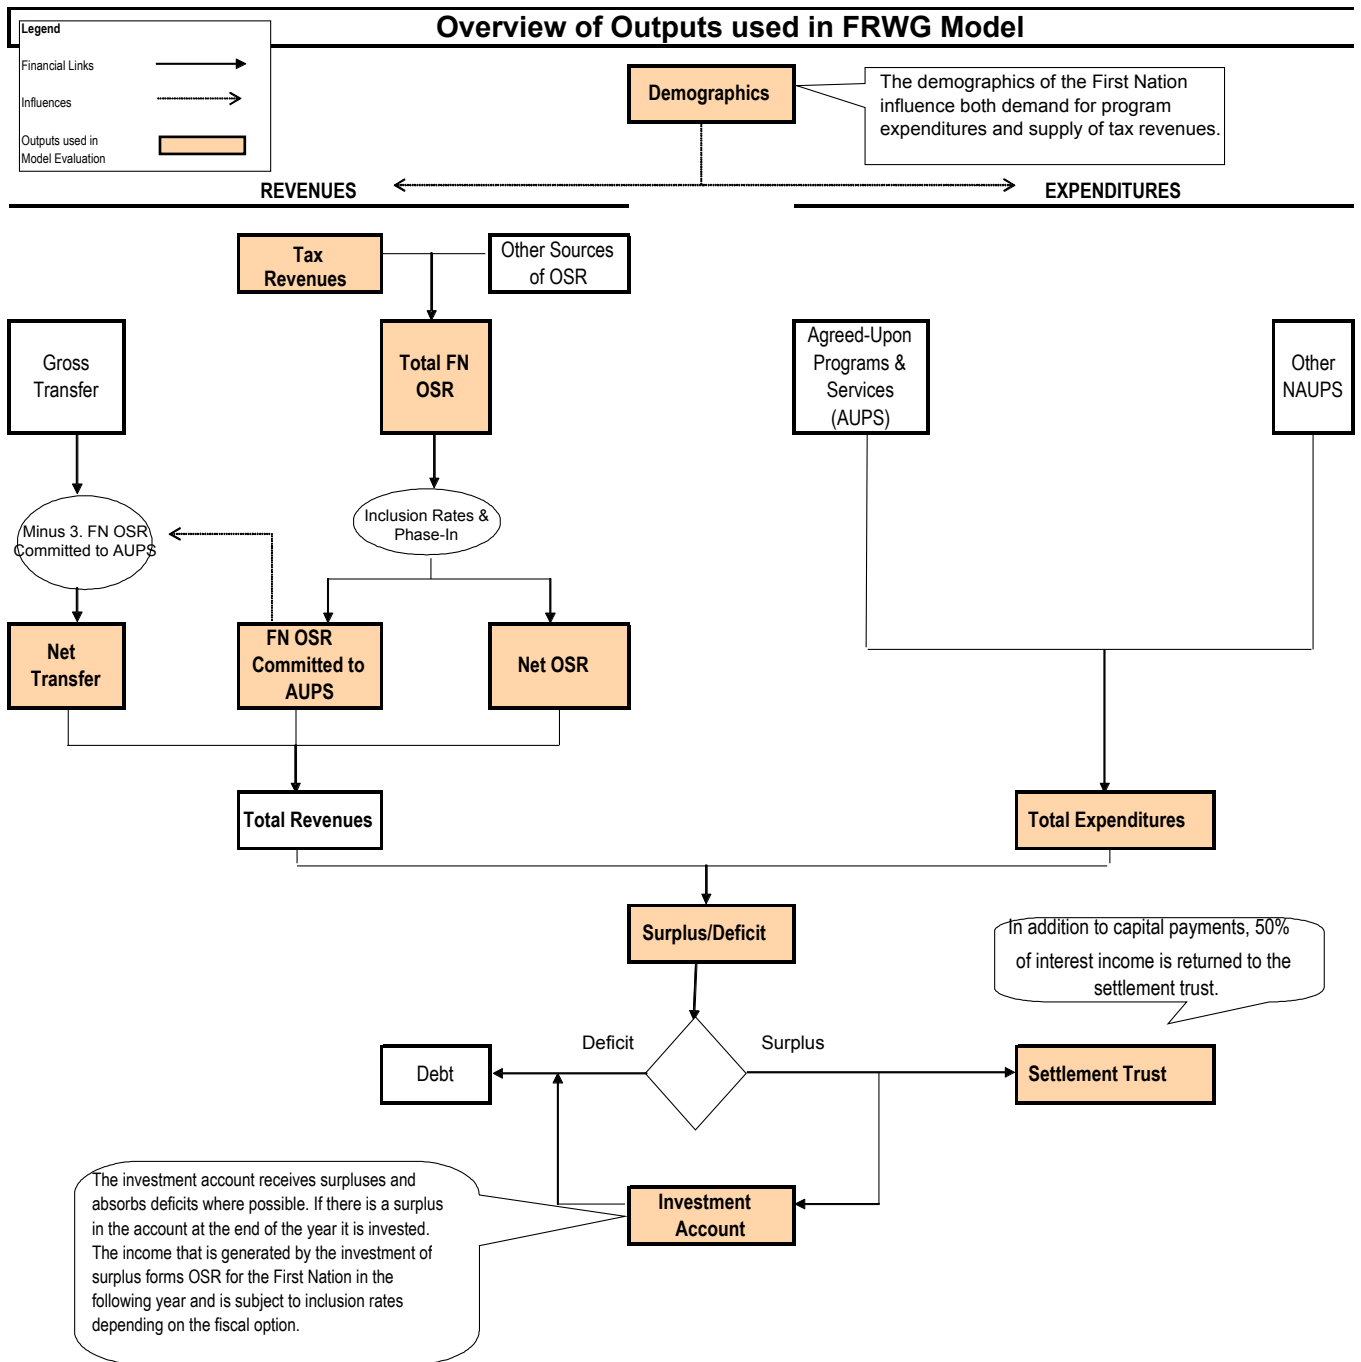 Overview of Outputs used in FRWG Model
Legend
Financial Links
Influences
Outputs used in
Model Evaluation
Demographics
The demographics of the First Nation
influence both demand for program
expenditures and supply of tax revenues.
REVENUES
EXPENDITURES
Tax
Revenues
Other Sources
of OSR
Gross
Transfer
Total FN
OSR
Agreed-Upon
Programs &
Services
(AUPS)
Other
NAUPS
Minus 3. FN OSR
Committed to AUPS
Inclusion Rates &
Phase-In
Net
Transfer
FN OSR
Committed to
AUPS
Net OSR
Total Revenues
Total Expenditures
Surplus/Deficit
In addition to capital payments, 50%
of interest income is returned to the
settlement trust.
Deficit
Surplus
Debt
Settlement Trust
The investment account receives surpluses and
absorbs deficits where possible. If there is a surplus
in the account at the end of the year it is invested.
The income that is generated by the investment of
surplus forms OSR for the First Nation in the
following year and is subject to inclusion rates
depending on the fiscal option.
Investment
Account